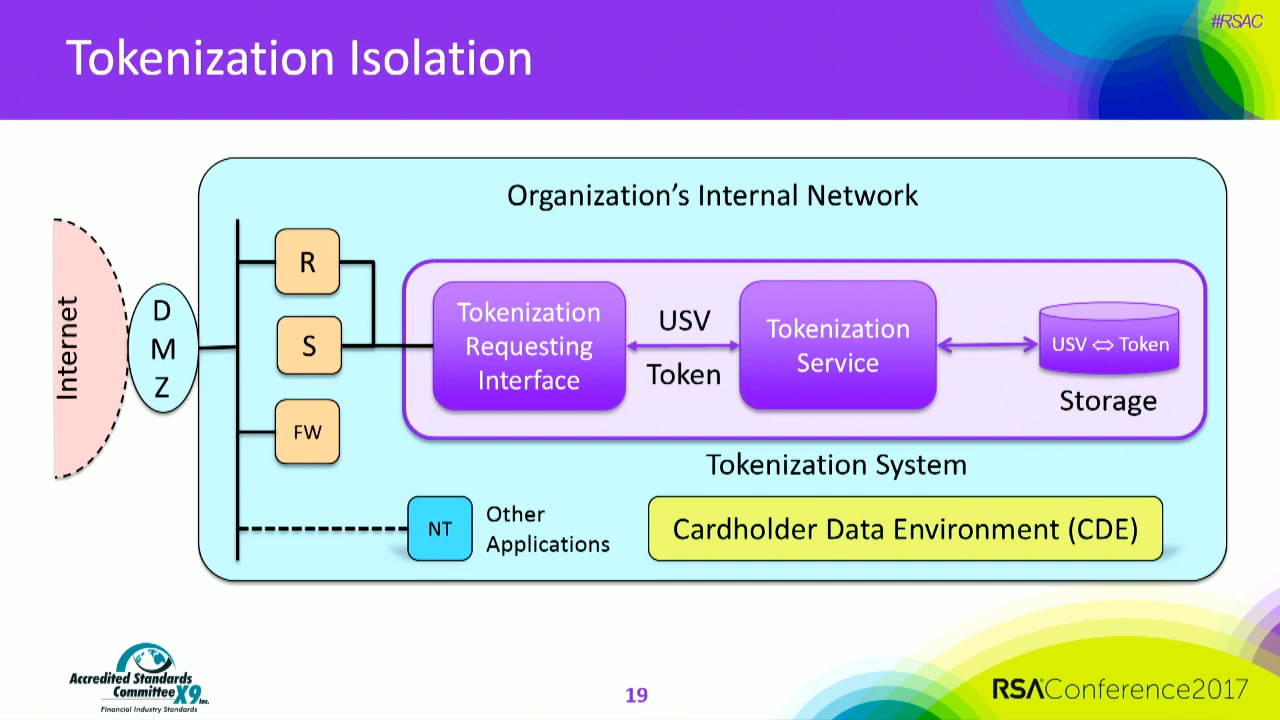 #RSAC
Tokenization Isolation
Organization's Internal Network
Internet
D
M
Z
R
S
FW
Tokenization
Requesting
Interface
USV
Token
Tokenization
Service
USV ⇔ Token
Storage
Tokenization System
NT
Other
Applications
Cardholder Data Environment (CDE)
Accredited Standards
Committee X9 Inc.
Financial Industry Standards
19
RSAConference2017